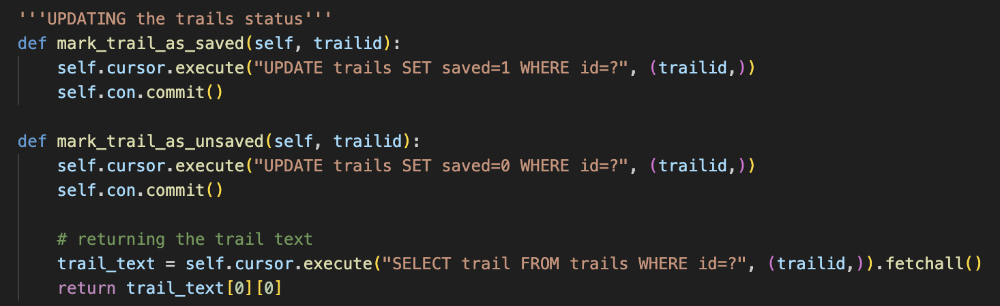 '''UPDATING the trails status'''
def mark_trail_as_saved(self, trailid):
    self.cursor.execute("UPDATE trails SET saved=1 WHERE id=?", (trailid,))
    self.con.commit()

def mark_trail_as_unsaved(self, trailid):
    self.cursor.execute("UPDATE trails SET saved=0 WHERE id=?", (trailid,))
    self.con.commit()

    # returning the trail text
    trail_text = self.cursor.execute("SELECT trail FROM trails WHERE id=?", (trailid,)).fetchall()
    return trail_text[0][0]